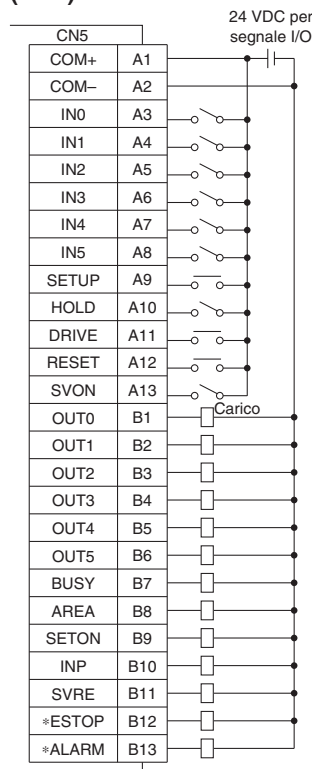 24 VDC per
segnale I/O
CN5
COM+ A1
COM– A2
IN0 A3
IN1 A4
IN2 A5
IN3 A6
IN4 A7
IN5 A8
SETUP A9
HOLD A10
DRIVE A11
RESET A12
SVON A13
Carico
OUT0 B1
OUT1 B2
OUT2 B3
OUT3 B4
OUT4 B5
OUT5 B6
BUSY B7
AREA B8
SETON B9
INP B10
SVRE B11
∗ESTOP B12
∗ALARM B13